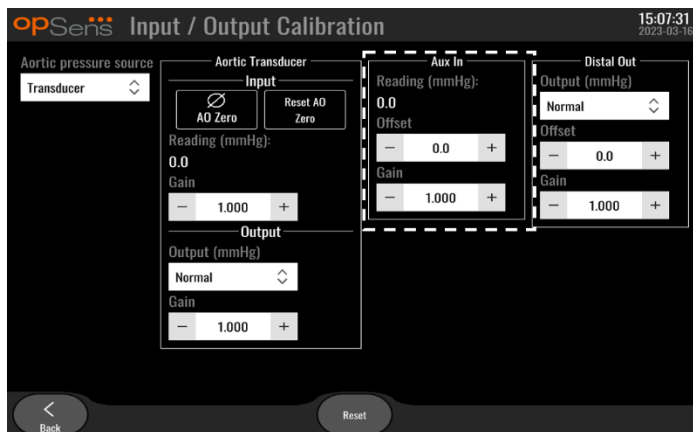 opSens Input / Output Calibration
15:07:31
2023-03-16
Aortic pressure source
Transducer
Aortic Transducer
Input
AO Zero
Reset AO
Zero
Reading (mmHg):
0.0
Gain
− 1.000 +
Output
Output (mmHg)
Normal
Gain
− 1.000 +
Aux In
Reading (mmHg):
0.0
Offset
− 0.0 +
Gain
− 1.000 +
Distal Out
Output (mmHg)
Normal
Offset
− 0.0 +
Gain
− 1.000 +
Back
Reset